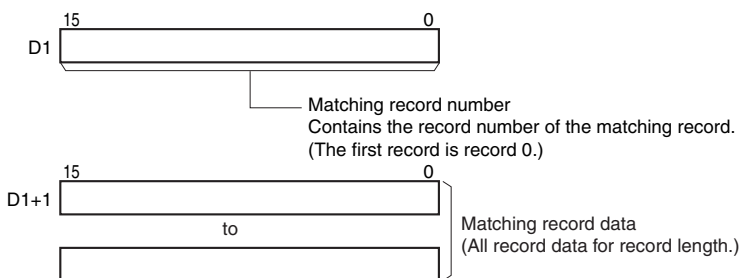 15 0
D1
Matching record number
Contains the record number of the matching record.
(The first record is record 0.)
15 0
D1+1
to
Matching record data
(All record data for record length.)